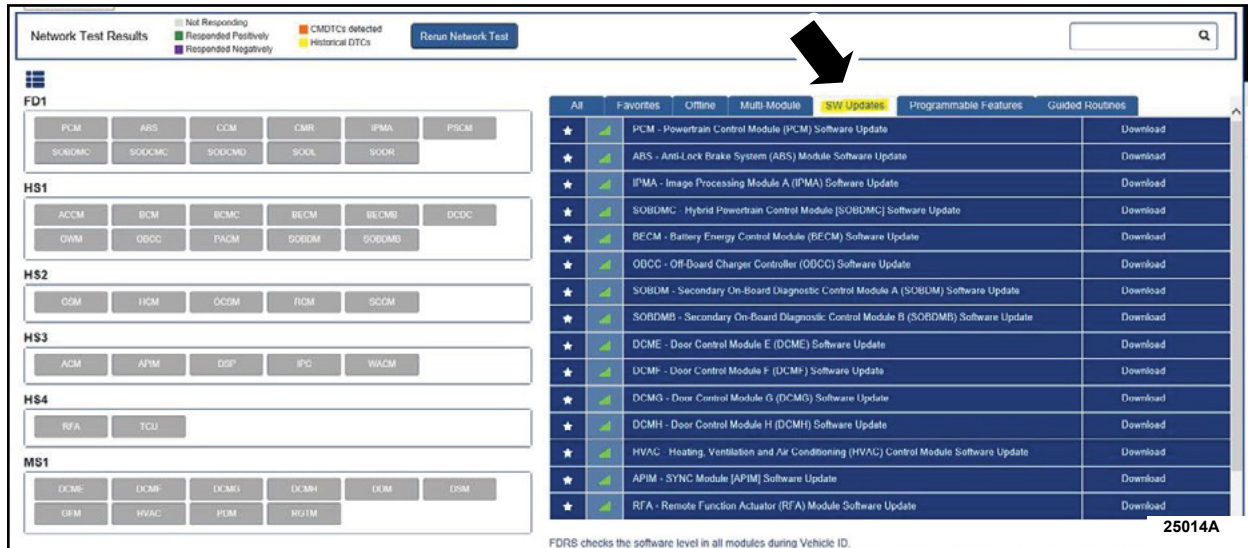 Network Test Results
Not Responding
Responded Positively
Responded Negatively
CMDTCs detected
Historical DTCs
Rerun Network Test
FD1
PCM ABS CCM CMR IPMA PSCM
SOBDMC SODCMC SODCMD SODL SODR
HS1
ACCM BCM BCMC BECM BECMB DCDC
GWM OBCC PACM SOBDM SOBDMB
HS2
GSM HCM OCSM RCM SCCM
HS3
ACM APIM DSP IPC WACM
HS4
RFA TCU
MS1
DCME DCMF DCMG DCMH DDM DSM
GFM HVAC PDM RGTM
All Favorites Offline Multi-Module SW Updates Programmable Features Guided Routines
PCM - Powertrain Control Module (PCM) Software Update Download
ABS - Anti-Lock Brake System (ABS) Module Software Update Download
IPMA - Image Processing Module A (IPMA) Software Update Download
SOBDMC - Hybrid Powertrain Control Module [SOBDMC] Software Update Download
BECM - Battery Energy Control Module (BECM) Software Update Download
OBCC - Off-Board Charger Controller (OBCC) Software Update Download
SOBDM - Secondary On-Board Diagnostic Control Module A (SOBDM) Software Update Download
SOBDMB - Secondary On-Board Diagnostic Control Module B (SOBDMB) Software Update Download
DCME - Door Control Module E (DCME) Software Update Download
DCMF - Door Control Module F (DCMF) Software Update Download
DCMG - Door Control Module G (DCMG) Software Update Download
DCMH - Door Control Module H (DCMH) Software Update Download
HVAC - Heating, Ventilation and Air Conditioning (HVAC) Control Module Software Update Download
APIM - SYNC Module [APIM] Software Update Download
RFA - Remote Function Actuator (RFA) Module Software Update Download
25014A
FDRS checks the software level in all modules during Vehicle ID.